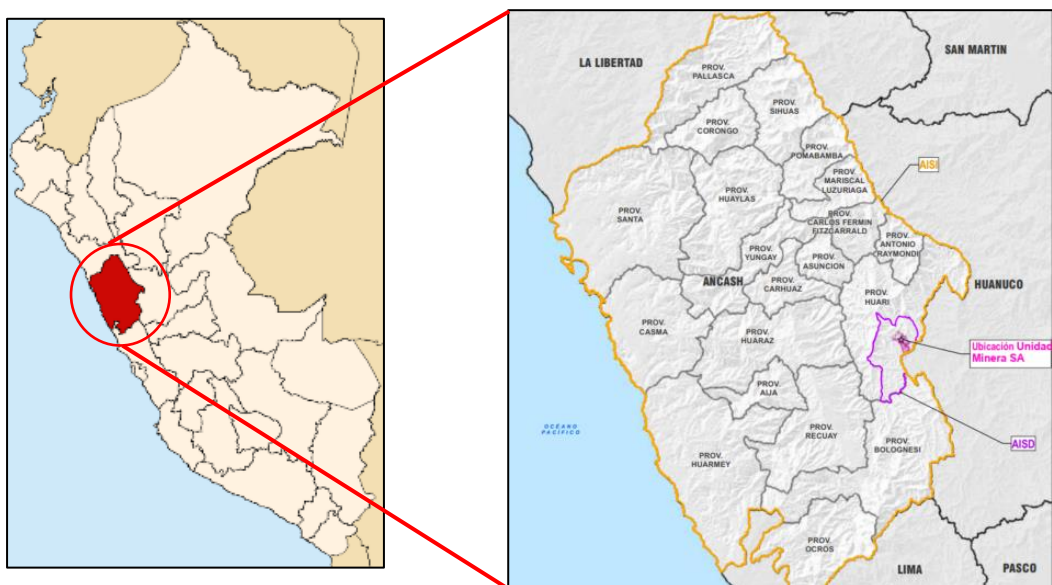 LA LIBERTAD
SAN MARTIN
PROV.
PALLASCA
PROV.
SIHUAS
PROV.
CORONGO
PROV.
POMABAMBA
AISI
PROV.
MARISCAL
LUZURIAGA
PROV.
HUAYLAS
PROV.
SANTA
PROV.
CARLOS FERMIN
FITZCARRALD
PROV.
ANTONIO
RAYMONDI
PROV.
YUNGAY
PROV.
ASUNCION
ANCASH
PROV.
CARHUAZ
HUANUCO
PROV.
HUARI
PROV.
CASMA
PROV.
HUARAZ
Ubicación Unidad
Minera SA
PROV.
AIJA
OCÉANO
PACÍFICO
PROV.
RECUAY
AISD
PROV.
BOLOGNESI
PROV.
HUARMEY
PROV.
OCROS
LIMA
PASCO